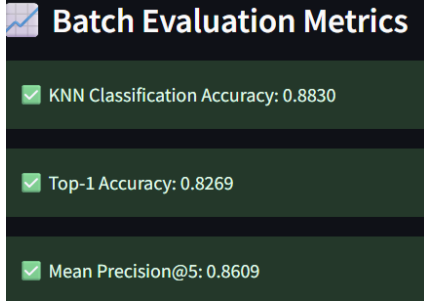 Batch Evaluation Metrics
KNN Classification Accuracy: 0.8830
Top-1 Accuracy: 0.8269
Mean Precision@5: 0.8609